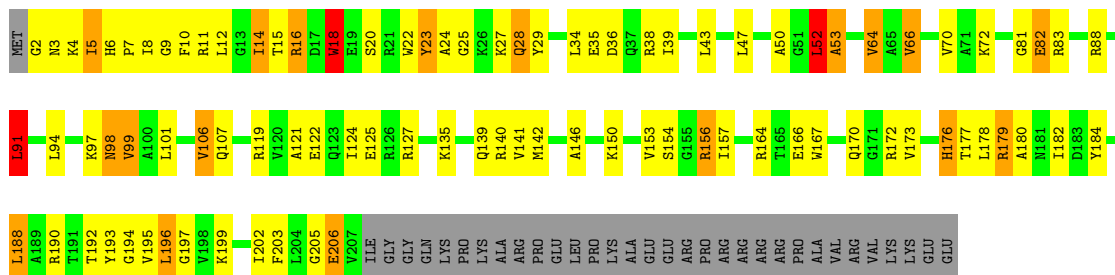 MET G2 N3 K4 I5 H6 P7 I8 G9 F10 R11 L12 G13 I14 T15 R16 D17 W18 E19 S20 R21 W22 Y23 A24 G25 K26 K27 Q28 Y29 L34 E35 D36 Q37 R38 I39 L43 L47 A50 G51 L52 A53 V64 A65 V66 V70 A71 K72 G81 E82 R83 R88
L91 L94 K97 N98 V99 A100 L101 V106 Q107 R119 V120 A121 E122 Q123 I124 E125 R126 R127 K135 Q139 R140 V141 M142 A146 K150 V153 S154 G155 R156 I157 R164 T165 E166 W167 Q170 G171 R172 V173 H176 T177 L178 R179 A180 N181 I182 D183 Y184
L188 A189 R190 T191 T192 Y193 G194 V195 L196 G197 V198 K199 I202 F203 L204 G205 E206 V207 ILE GLY GLY GLN LYS PRO LYS ALA ARG PRO GLU LEU PRO LYS ALA GLU GLU ARG PRO ARG ARG ARG ARG PRO ALA VAL ARG VAL LYS LYS GLU GLU